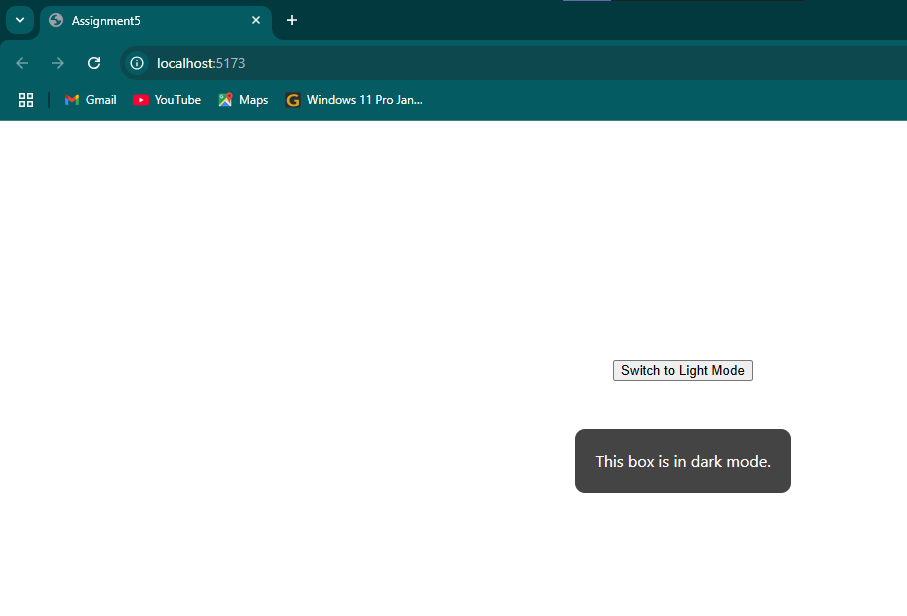 Assignment5
localhost:5173
Gmail YouTube Maps Windows 11 Pro Jan...
Switch to Light Mode
This box is in dark mode.